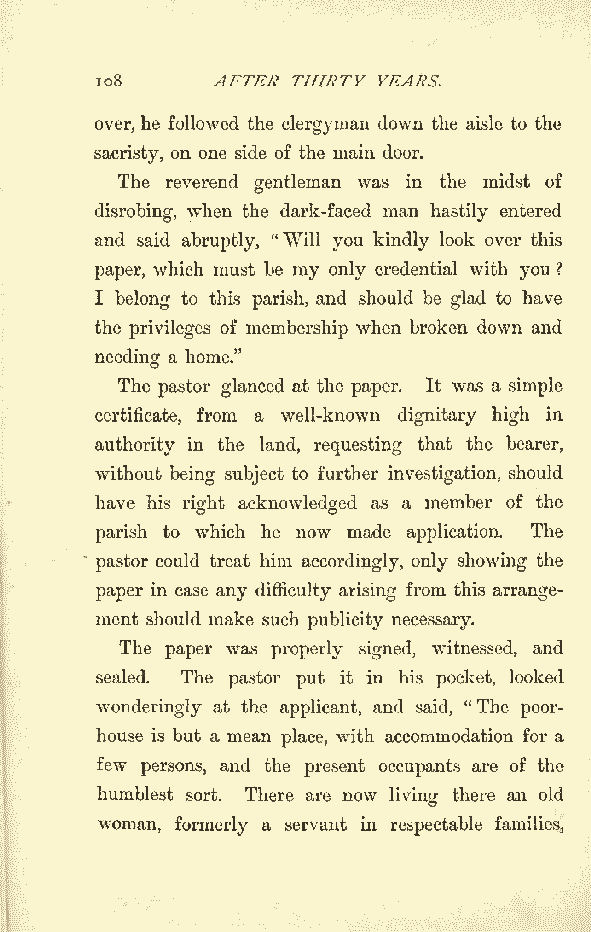 108 AFTER THIRTY YEARS.
over, he followed the clergyman down the aisle to the
sacristy, on one side of the main door.
The reverend gentleman was in the midst of
disrobing, when the dark-faced man hastily entered
and said abruptly, “Will you kindly look over this
paper, which must be my only credential with you?
I belong to this parish, and should be glad to have
the privileges of membership when broken down and
needing a home.”
The pastor glanced at the paper. It was a simple
certificate, from a well-known dignitary high in
authority in the land, requesting that the bearer,
without being subject to further investigation, should
have his right acknowledged as a member of the
parish to which he now made application. The
pastor could treat him accordingly, only showing the
paper in case any difficulty arising from this arrange-
ment should make such publicity necessary.
The paper was properly signed, witnessed, and
sealed. The pastor put it in his pocket, looked
wonderingly at the applicant, and said, “The poor-
house is but a mean place, with accommodation for a
few persons, and the present occupants are of the
humblest sort. There are now living there an old
woman, formerly a servant in respectable families,